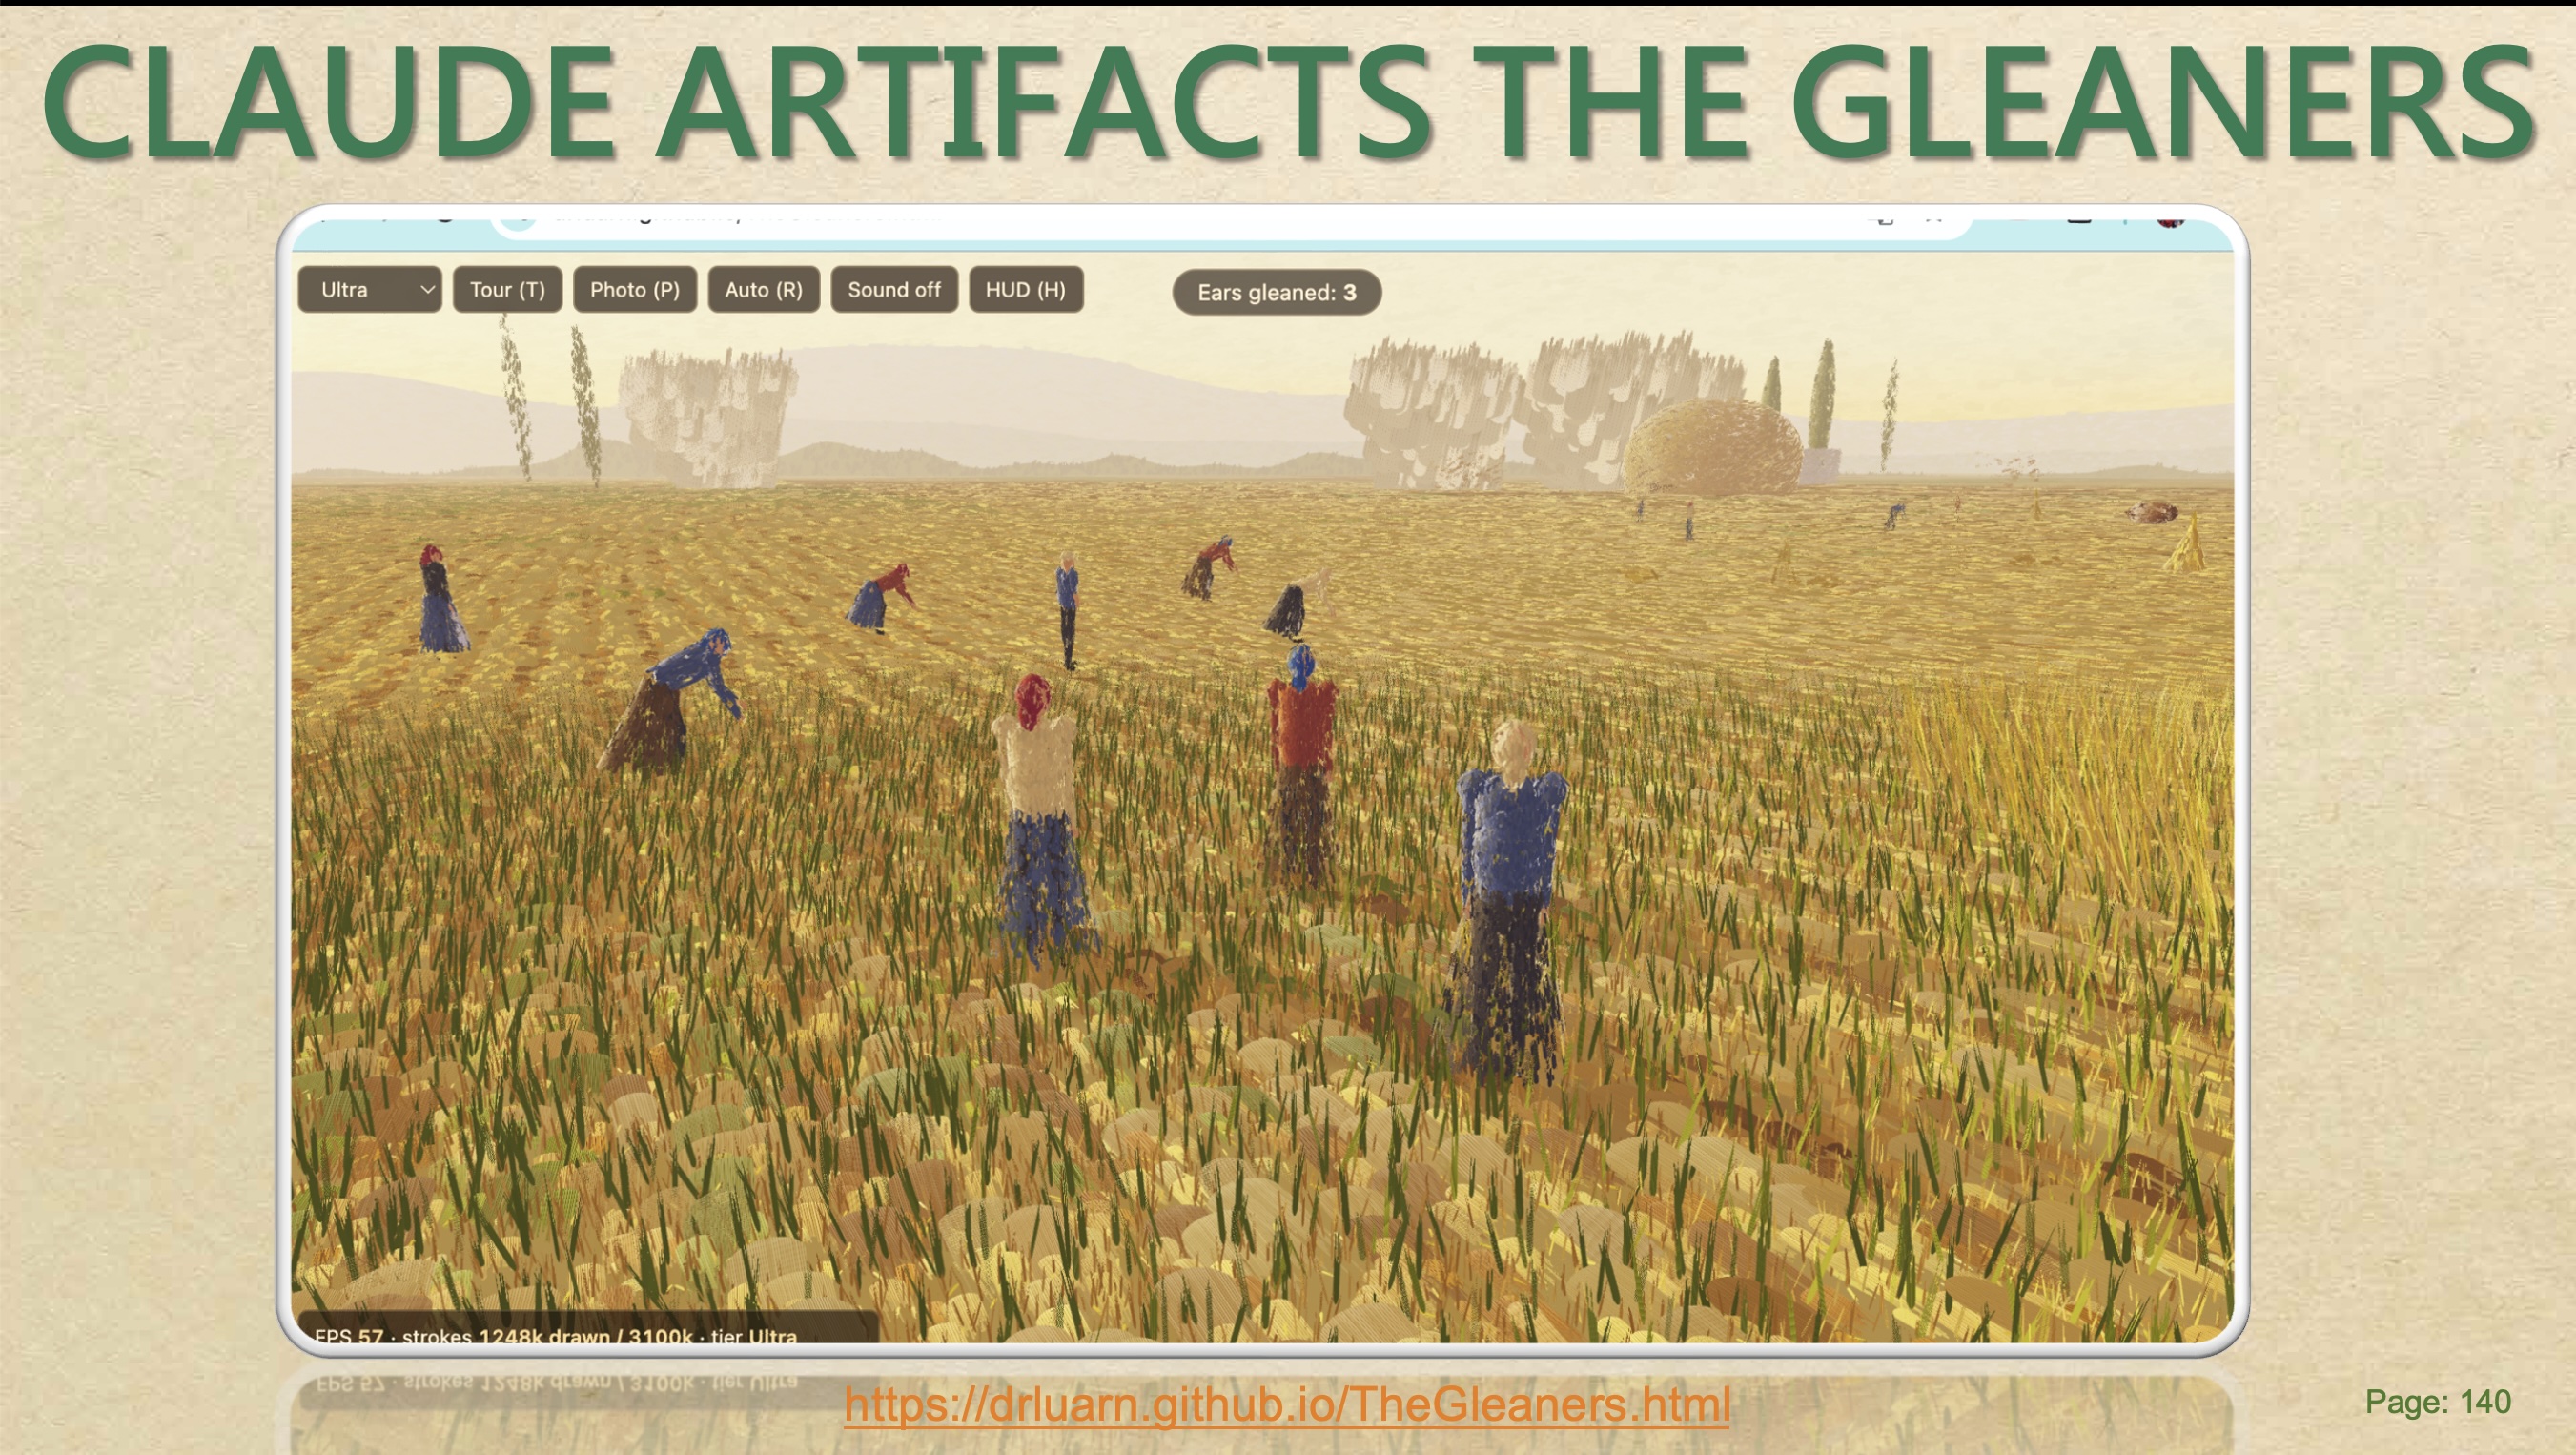 CLAUDE ARTIFACTS THE GLEANERS
Ultra Tour (T) Photo (P) Auto (R) Sound off HUD (H) Ears gleaned: 3
FPS 57 · strokes 1248k drawn / 3100k · tier Ultra
https://drluarn.github.io/TheGleaners.html
Page: 140